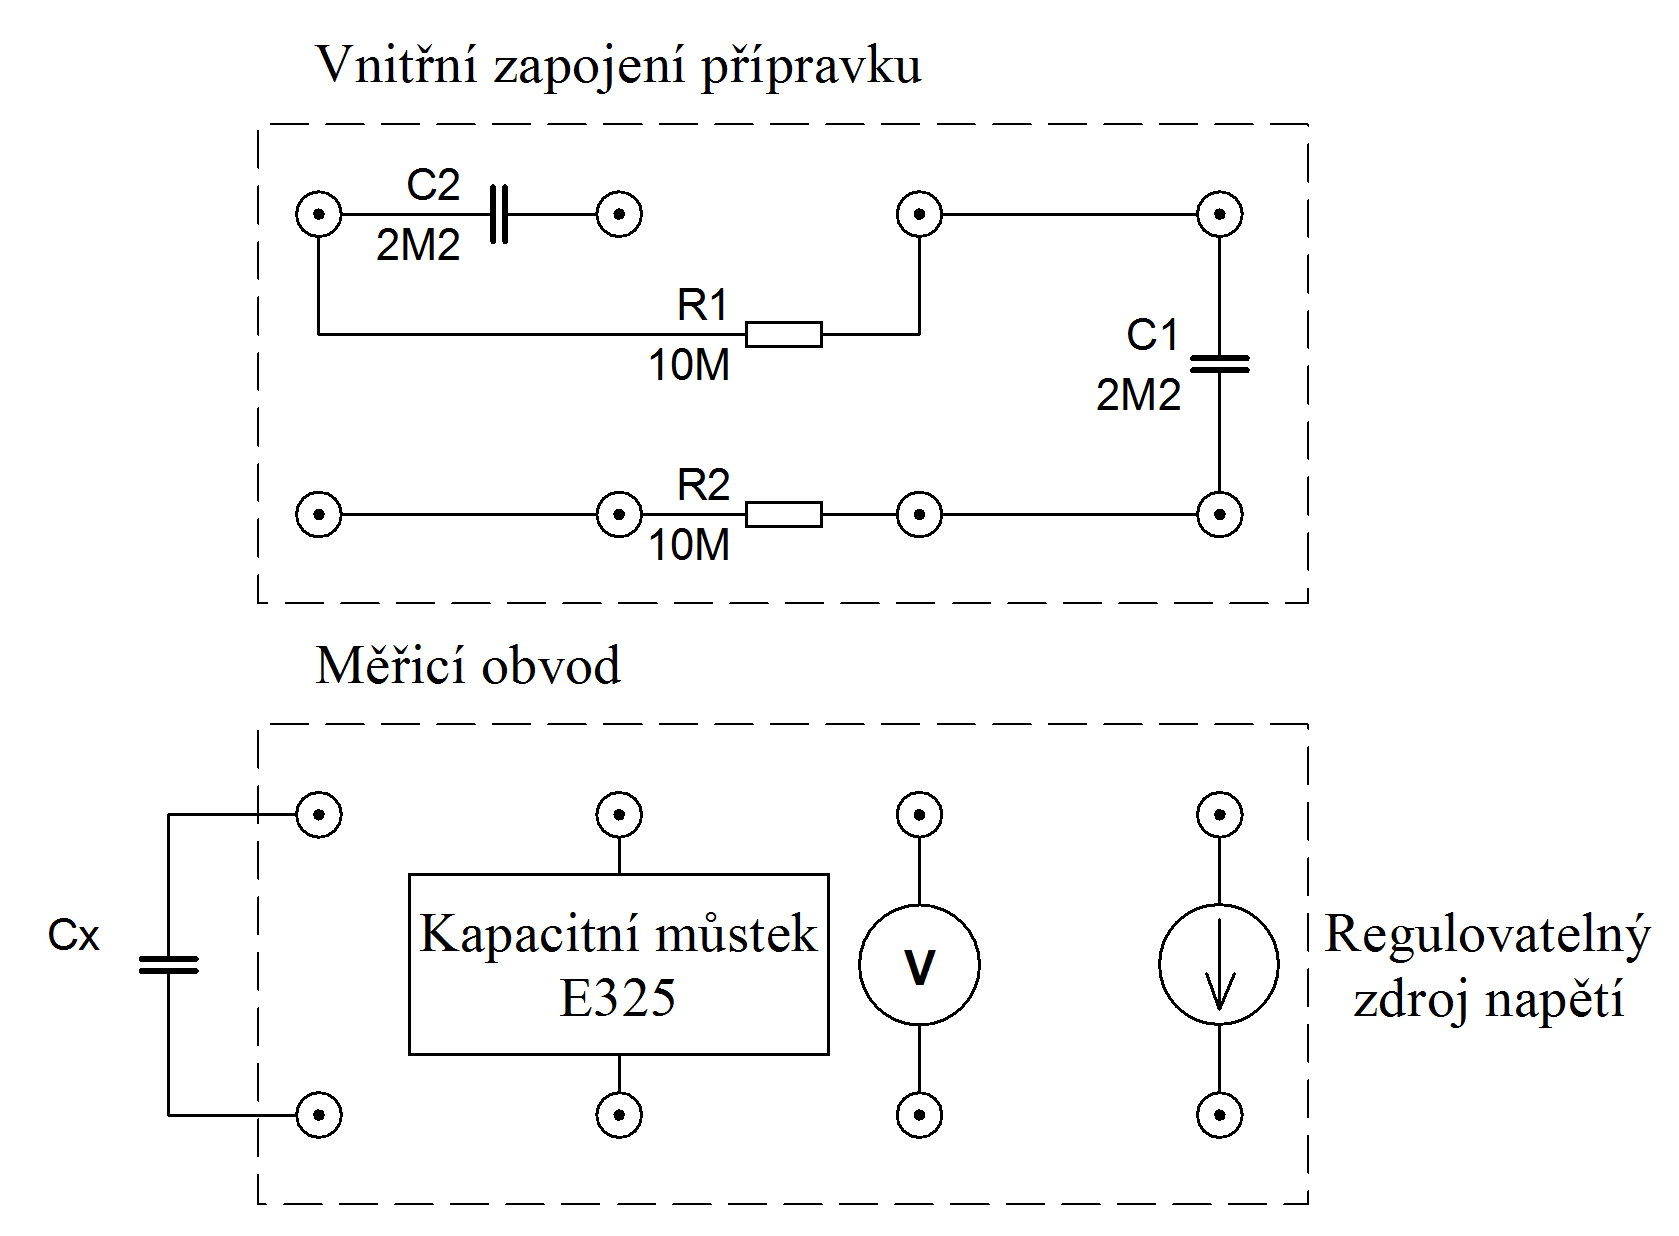 Vnitřní zapojení přípravku
C2
2M2
R1
10M
C1
2M2
R2
10M
Měřicí obvod
Cx
Kapacitní můstek
E325
V
Regulovatelný
zdroj napětí